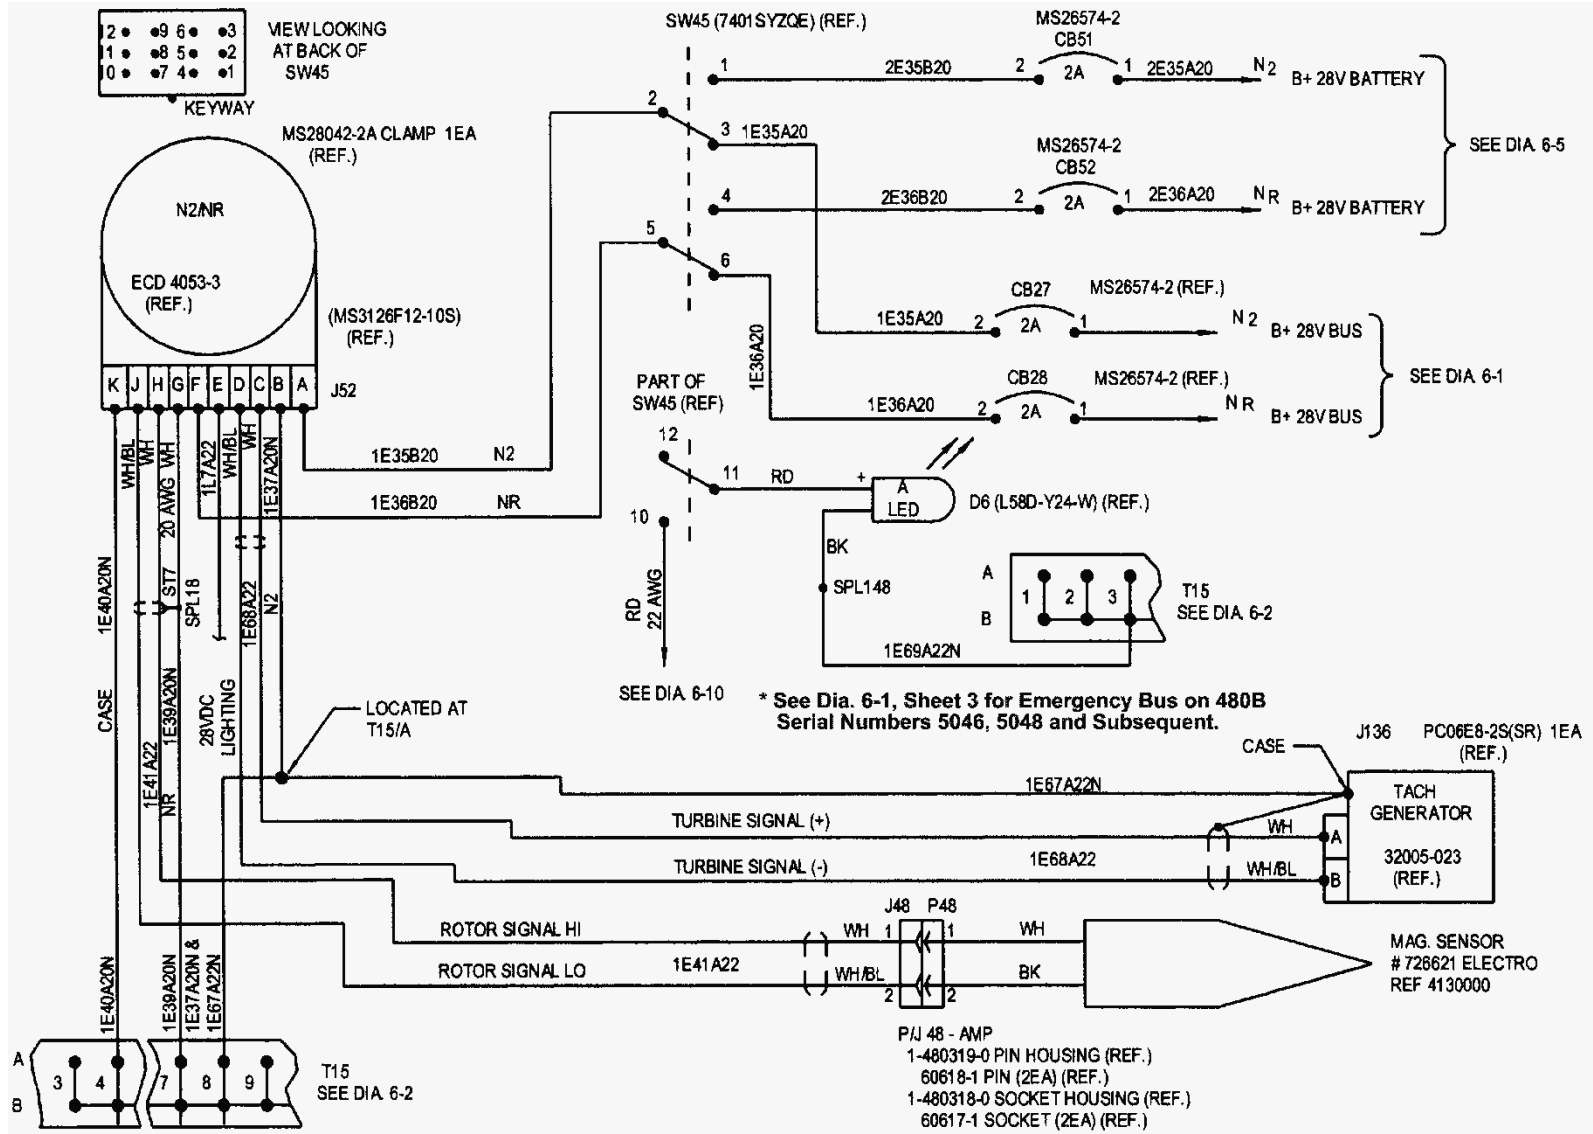 2 9 6 3
1 8 5 2
0 7 4 1
VIEW LOOKING
AT BACK OF
SW45
KEYWAY
MS28042-2A CLAMP 1EA
(REF.)
N2/NR
ECD 4053-3
(REF.)
(MS3126F12-10S)
(REF.)
K J H G F E D C B A
J52
SW45 (7401SYZQE) (REF.)
1
2
3
4
5
6
2E35B20
MS26574-2
CB51
2 2A 1
2E35A20
N2
B+ 28V BATTERY
1E35A20
MS26574-2
CB52
2E36B20
2 2A 1
2E36A20
NR
B+ 28V BATTERY
SEE DIA. 6-5
CB27
MS26574-2 (REF.)
1E35A20
2 2A 1
N2
B+ 28V BUS
1E36A20
CB28
MS26574-2 (REF.)
1E36A20
2 2A 1
NR
B+ 28V BUS
SEE DIA. 6-1
PART OF
SW45 (REF)
12
11
10
RD
+
A
LED
D6 (L58D-Y24-W) (REF.)
BK
SPL148
RD
22 AWG
SEE DIA. 6-10
1E69A22N
A
B
1 2 3
T15
SEE DIA. 6-2
* See Dia. 6-1, Sheet 3 for Emergency Bus on 480B
Serial Numbers 5046, 5048 and Subsequent.
1E35B20 N2
1E36B20 NR
WH/BL
WH
20 AWG WH
1L7A22
WH/BL
WH
1E37A20N
1E40A20N
ST7
SPL18
1E68A22
N2
CASE
1E41A22
1E39A20N
NR
28VDC
LIGHTING
LOCATED AT
T15/A
CASE
J136 PC06E8-2S(SR) 1EA
(REF.)
1E67A22N
TACH
GENERATOR
TURBINE SIGNAL (+)
WH
A
1E68A22
32005-023
(REF.)
TURBINE SIGNAL (-)
WH/BL
B
J48 P48
ROTOR SIGNAL HI
WH 1 1 WH
1E41A22
ROTOR SIGNAL LO
WH/BL 2 2 BK
MAG. SENSOR
# 726621 ELECTRO
REF 4130000
P/J 48 - AMP
1-480319-0 PIN HOUSING (REF.)
60618-1 PIN (2EA) (REF.)
1-480318-0 SOCKET HOUSING (REF.)
60617-1 SOCKET (2EA) (REF.)
1E40A20N
1E39A20N
1E37A20N &
1E67A22N
A
B
3 4 7 8 9
T15
SEE DIA. 6-2